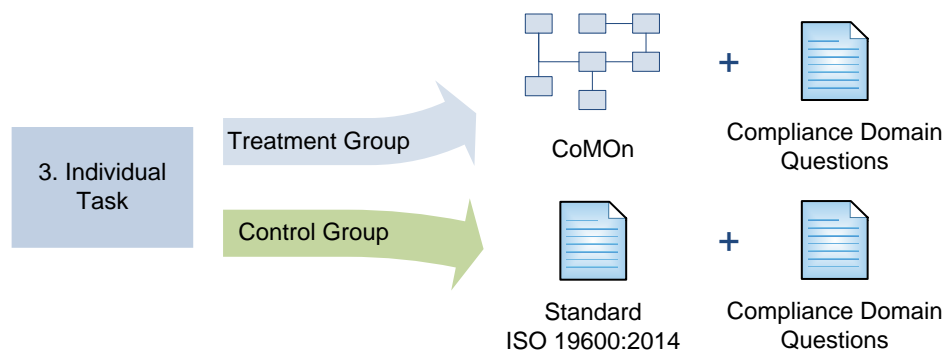 3. Individual
Task
Treatment Group
CoMOn
+
Compliance Domain
Questions
Control Group
Standard
ISO 19600:2014
+
Compliance Domain
Questions